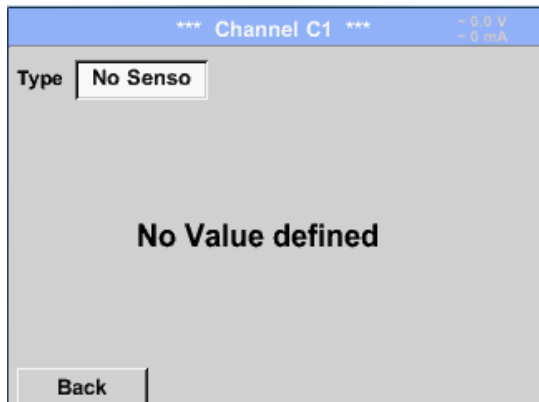 *** Channel C1 ***
~ 0.0 V
~ 0 mA
Type No Senso
No Value defined
Back